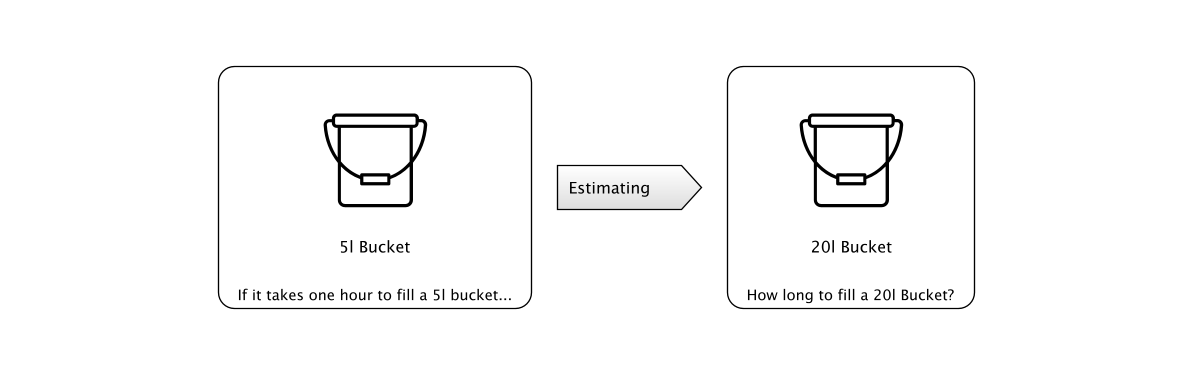 5l Bucket
If it takes one hour to fill a 5l bucket...
Estimating
20l Bucket
How long to fill a 20l Bucket?